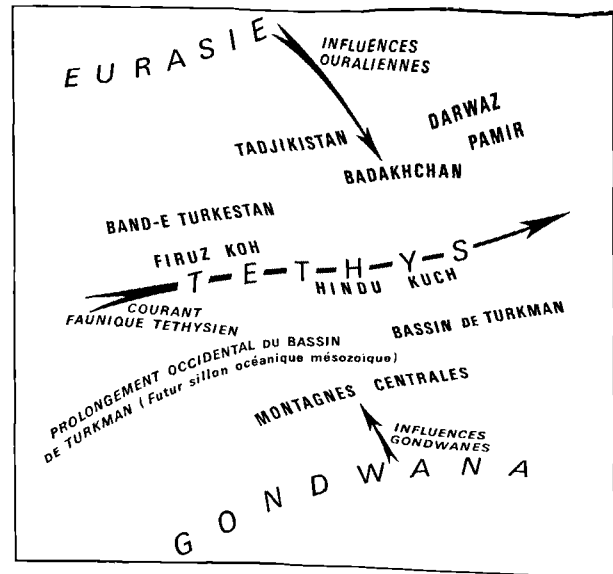 EURASIE
INFLUENCES
OURALIENNES
DARWAZ
PAMIR
TADJIKISTAN
BADAKHCHAN
BAND-E TURKESTAN
FIRUZ KOH
TETHYS
HINDU KUCH
COURANT
FAUNIQUE TETHYSIEN
BASSIN DE TURKMAN
PROLONGEMENT OCCIDENTAL DU BASSIN
DE TURKMAN (Futur sillon océanique mésozoique)
MONTAGNES CENTRALES
INFLUENCES
GONDWANES
GONDWANA